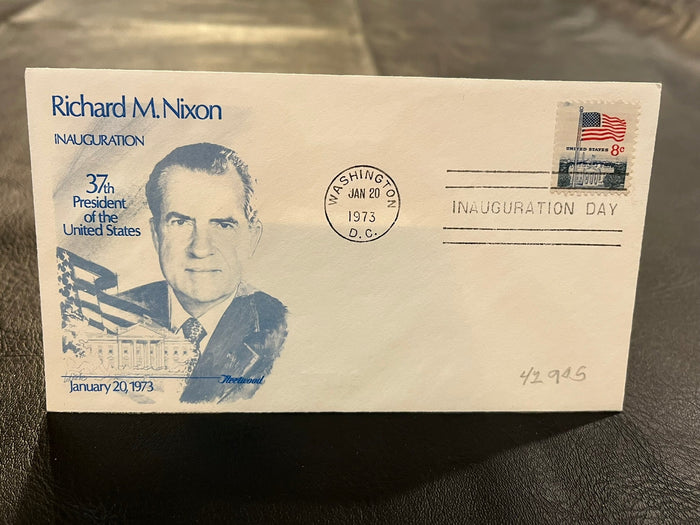 Richard M. Nixon
INAUGURATION
37th
President
of the
United States
January 20, 1973
Fleetwood
WASHINGTON
JAN 20
1973
D.C.
UNITED STATES 8c
INAUGURATION DAY